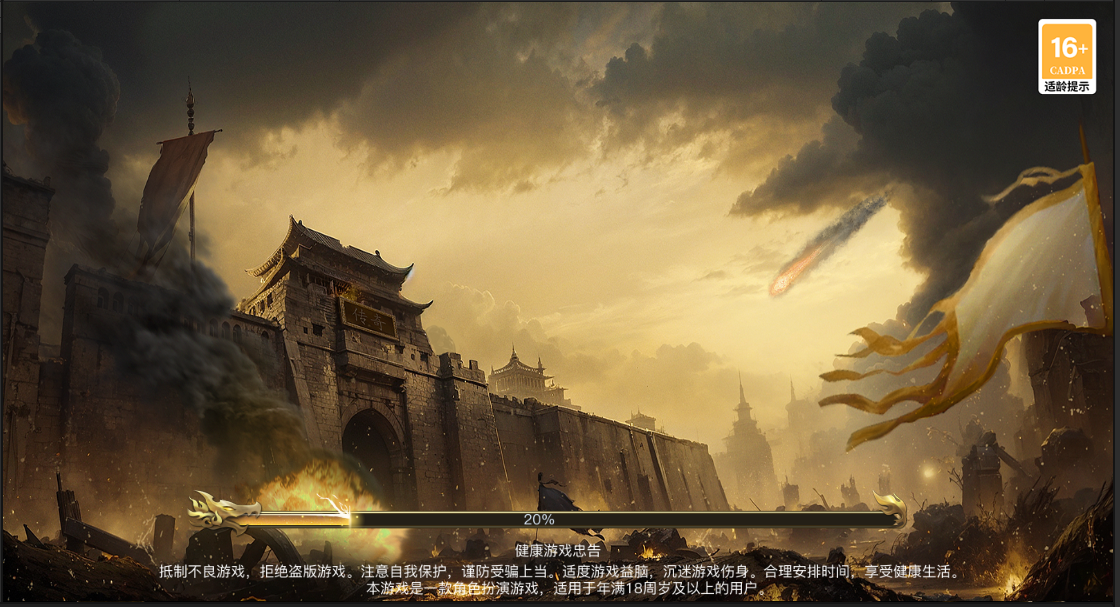 16+
CADPA
适龄提示
传奇
20%
健康游戏忠告
抵制不良游戏，拒绝盗版游戏。注意自我保护，谨防受骗上当。适度游戏益脑，沉迷游戏伤身。合理安排时间，享受健康生活。
本游戏是一款角色扮演游戏，适用于年满18周岁及以上的用户。